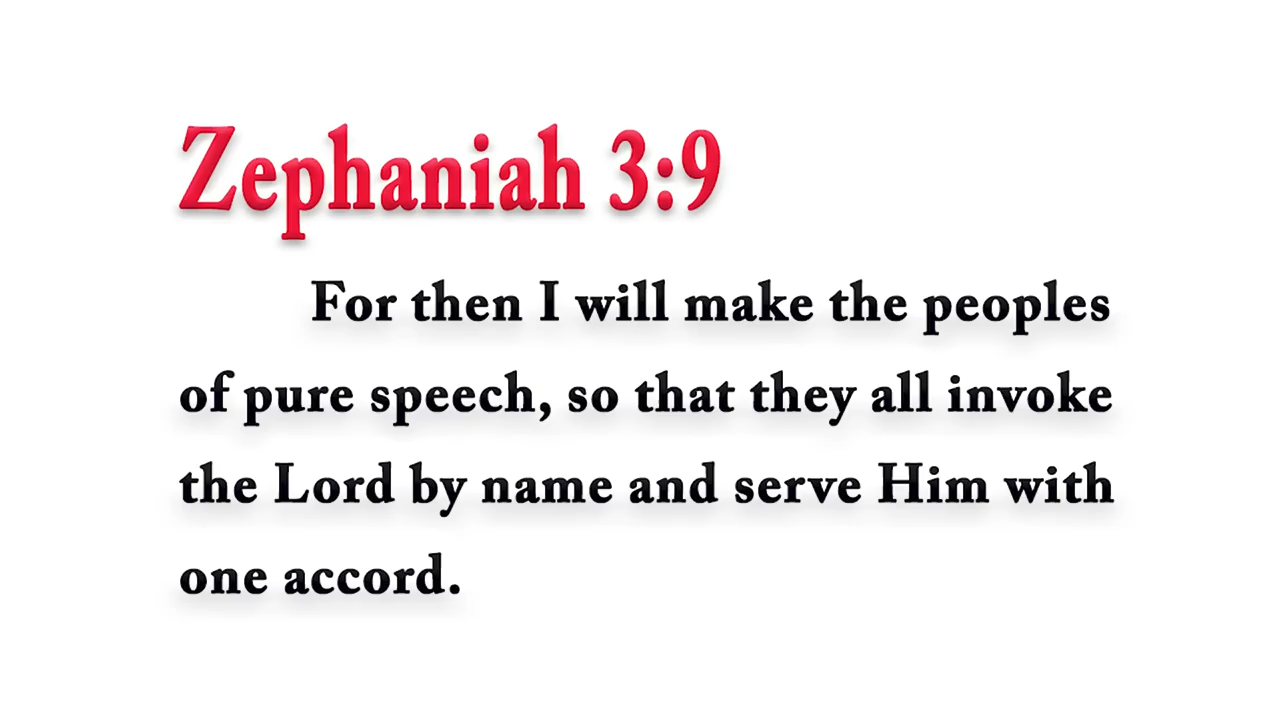 Zephaniah 3:9
For then I will make the peoples
of pure speech, so that they all invoke
the Lord by name and serve Him with
one accord.